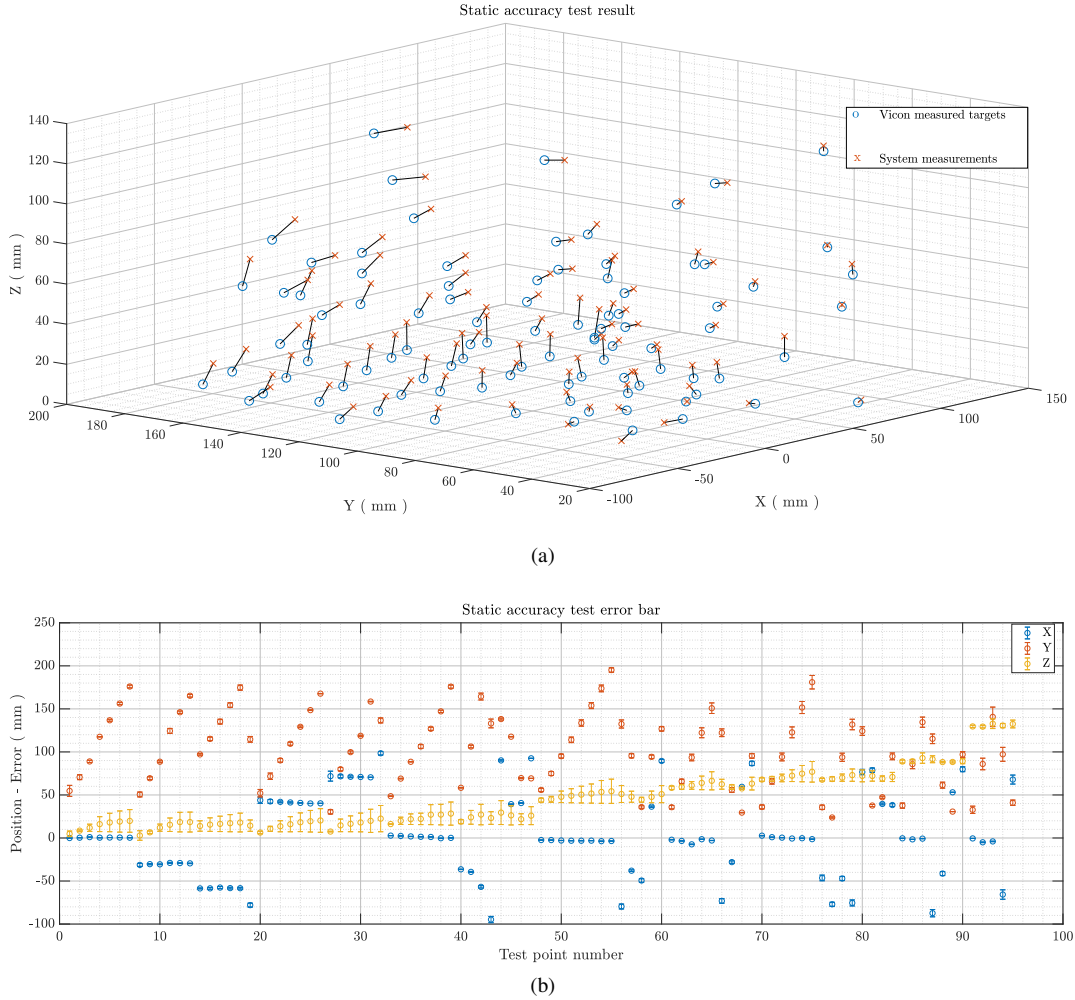 Static accuracy test result
Vicon measured targets
System measurements
140
120
100
80
60
40
20
0
Z ( mm )
200
180
160
140
120
100
80
60
40
20
Y ( mm )
-100
-50
0
50
100
150
X ( mm )
(a)
Static accuracy test error bar
X
Y
Z
250
200
150
100
50
0
-50
-100
Position - Error ( mm )
0 10 20 30 40 50 60 70 80 90 100
Test point number
(b)